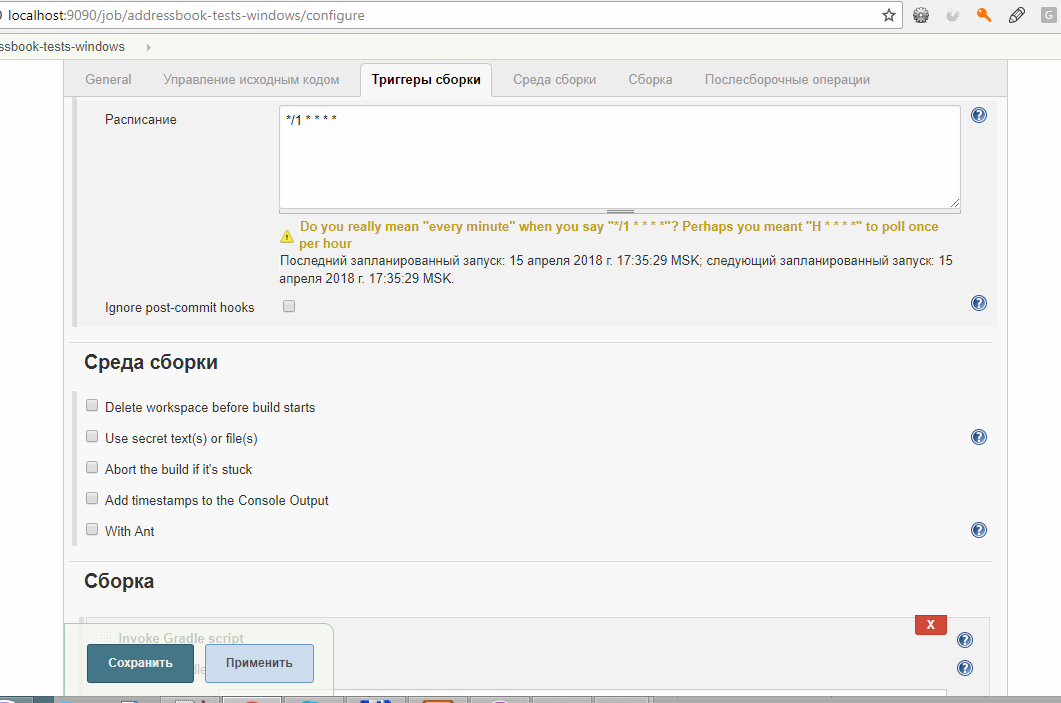 localhost:9090/job/addressbook-tests-windows/configure
ssbook-tests-windows
General Управление исходным кодом Триггеры сборки Среда сборки Сборка Послесборочные операции
Расписание
*/1 * * * *
Do you really mean "every minute" when you say "*/1 * * * *"? Perhaps you meant "H * * * *" to poll once
per hour
Последний запланированный запуск: 15 апреля 2018 г. 17:35:29 MSK; следующий запланированный запуск: 15
апреля 2018 г. 17:35:29 MSK.
Ignore post-commit hooks
Среда сборки
Delete workspace before build starts
Use secret text(s) or file(s)
Abort the build if it's stuck
Add timestamps to the Console Output
With Ant
Сборка
X
Invoke Gradle script
Сохранить Применить